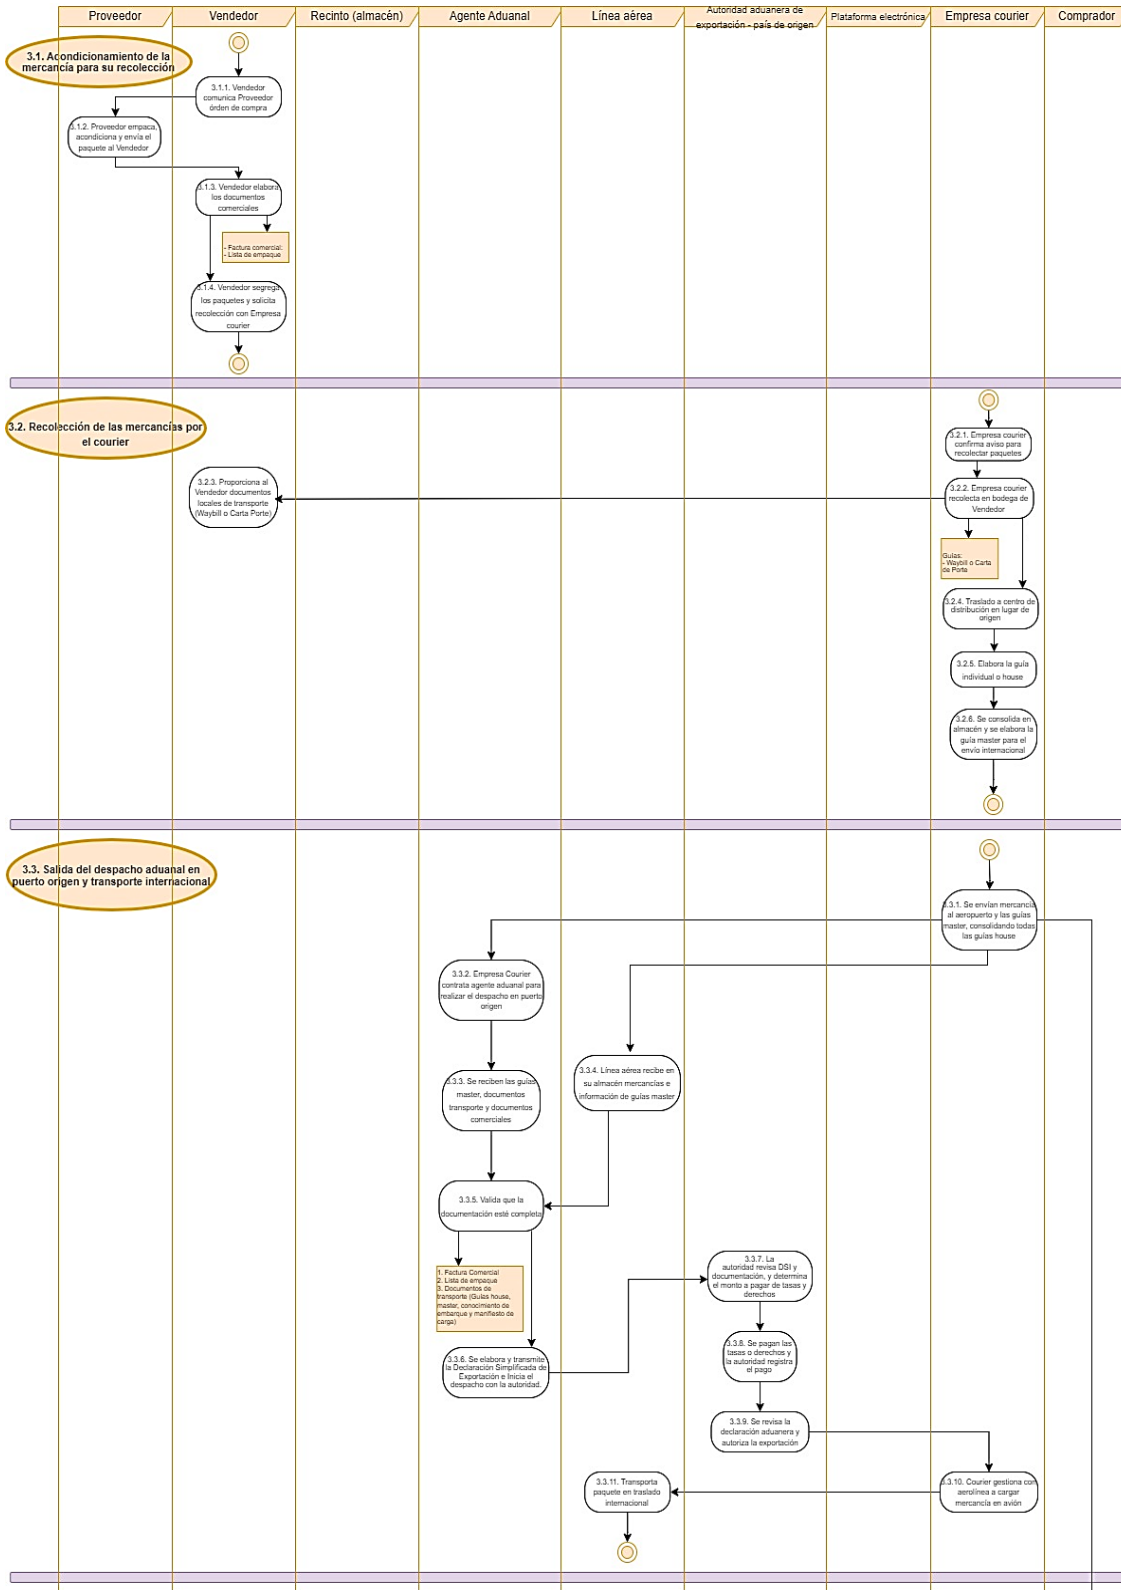 Proveedor
Vendedor
Recinto (almacén)
Agente Aduanal
Línea aérea
Autoridad aduanera de
exportación - país de origen
Plataforma electrónica
Empresa courier
Comprador
3.1. Acondicionamiento de la
mercancía para su recolección
3.1.1. Vendedor
comunica Proveedor
órden de compra
3.1.2. Proveedor empaca,
acondiciona y envía el
paquete al Vendedor
3.1.3. Vendedor elabora
los documentos
comerciales
- Factura comercial:
- Lista de empaque
3.1.4. Vendedor segrega
los paquetes y solicita
recolección con Empresa
courier
3.2. Recolección de las mercancías por
el courier
3.2.1. Empresa courier
confirma aviso para
recolectar paquetes
3.2.2. Empresa courier
recolecta en bodega de
Vendedor
3.2.3. Proporciona al
Vendedor documentos
locales de transporte
(Waybill o Carta Porte)
Guías:
- Waybill o Carta
de Porte
3.2.4. Traslado a centro de
distribución en lugar de
origen
3.2.5. Elabora la guía
individual o house
3.2.6. Se consolida en
almacén y se elabora la
guía master para el
envío internacional
3.3. Salida del despacho aduanal en
puerto origen y transporte internacional
3.3.1. Se envían mercancía
al aeropuerto y las guías
master, consolidando todas
las guías house
3.3.2. Empresa Courier
contrata agente aduanal para
realizar el despacho en puerto
origen
3.3.3. Se reciben las guías
master, documentos
transporte y documentos
comerciales
3.3.4. Línea aérea recibe en
su almacén mercancías e
información de guías master
3.3.5. Valida que la
documentación esté completa
1. Factura Comercial
2. Lista de empaque
3. Documentos de
transporte (Guías house,
master, conocimiento de
embarque y manifiesto de
carga)
3.3.6. Se elabora y transmite
la Declaración Simplificada de
Exportación e Inicia el
despacho con la autoridad.
3.3.7. La
autoridad revisa DSI y
documentación, y determina
el monto a pagar de tasas y
derechos
3.3.8. Se pagan las
tasas o derechos y
la autoridad registra
el pago
3.3.9. Se revisa la
declaración aduanera y
autoriza la exportación
3.3.10. Courier gestiona con
aerolínea a cargar
mercancía en avión
3.3.11. Transporta
paquete en traslado
internacional